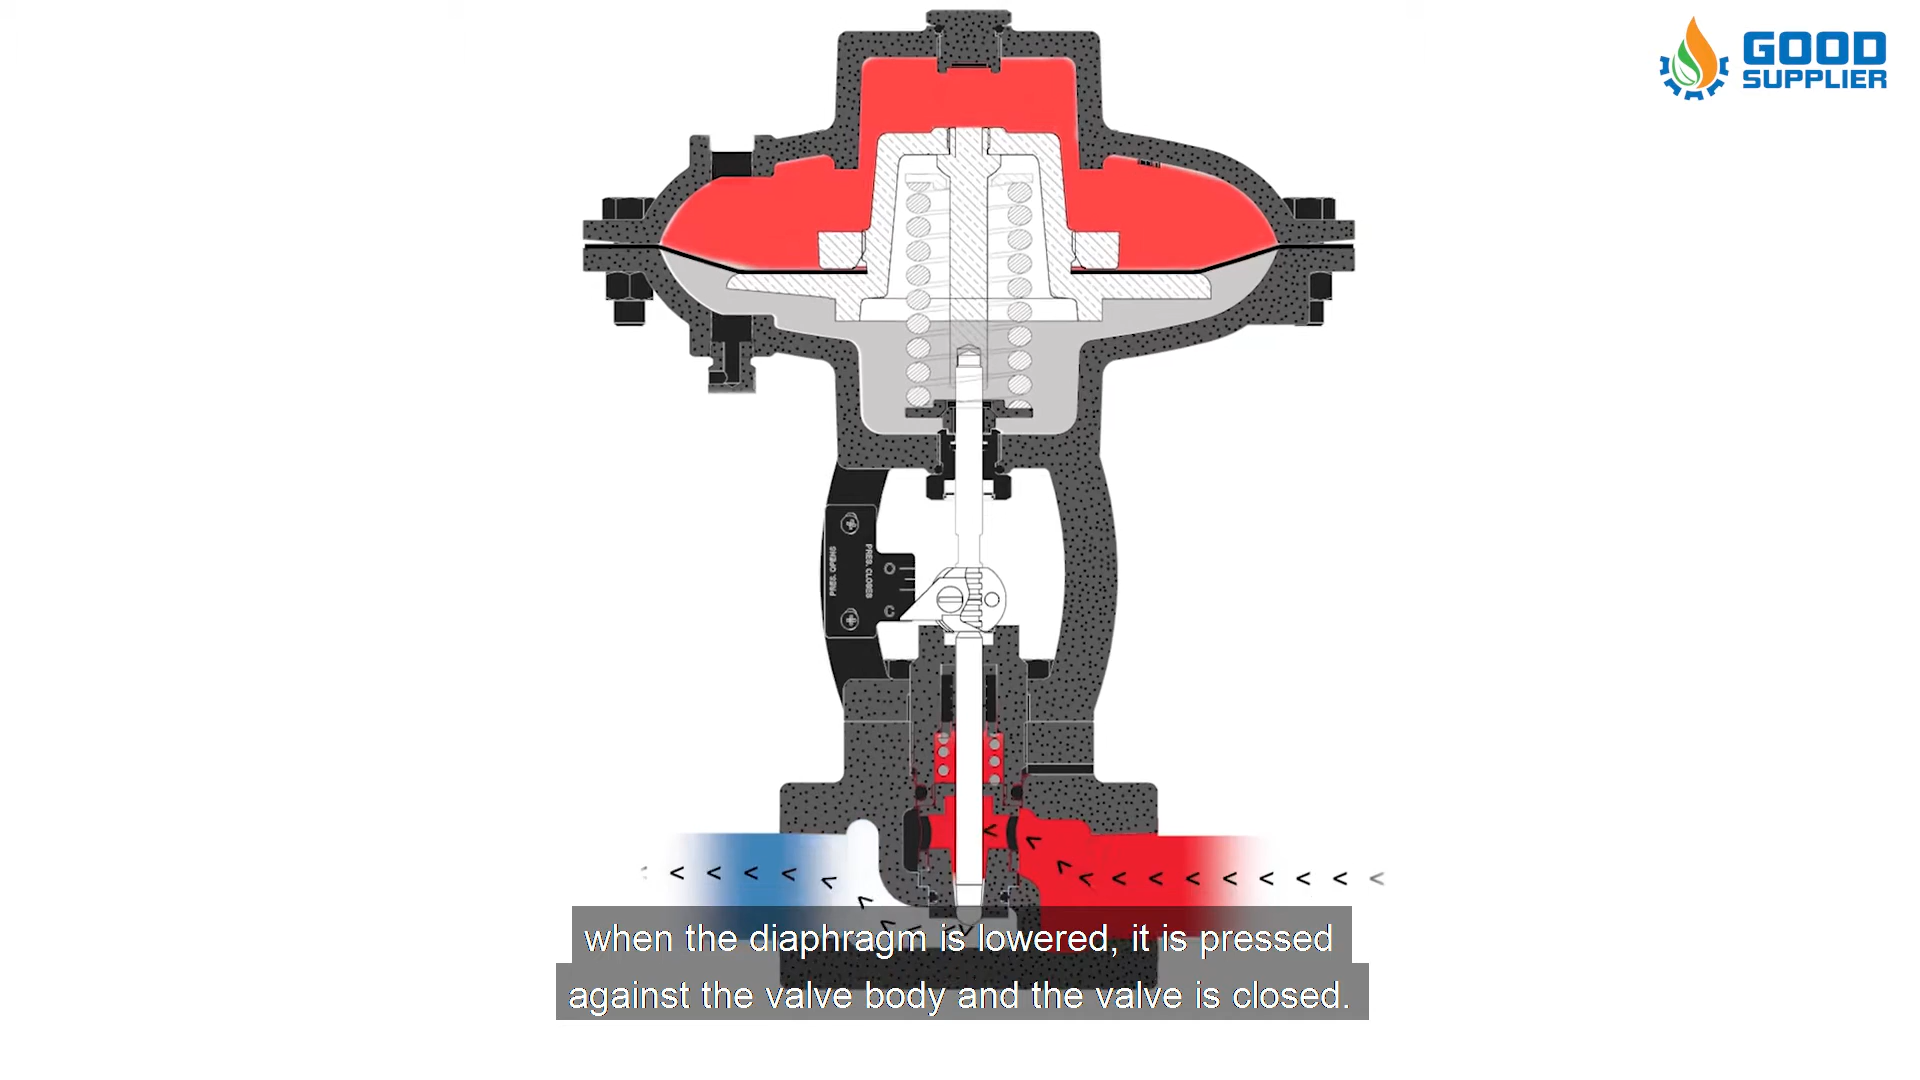 GOOD
SUPPLIER
PRES. OPENS
PRES. CLOSES
O
C
when the diaphragm is lowered, it is pressed
against the valve body and the valve is closed.